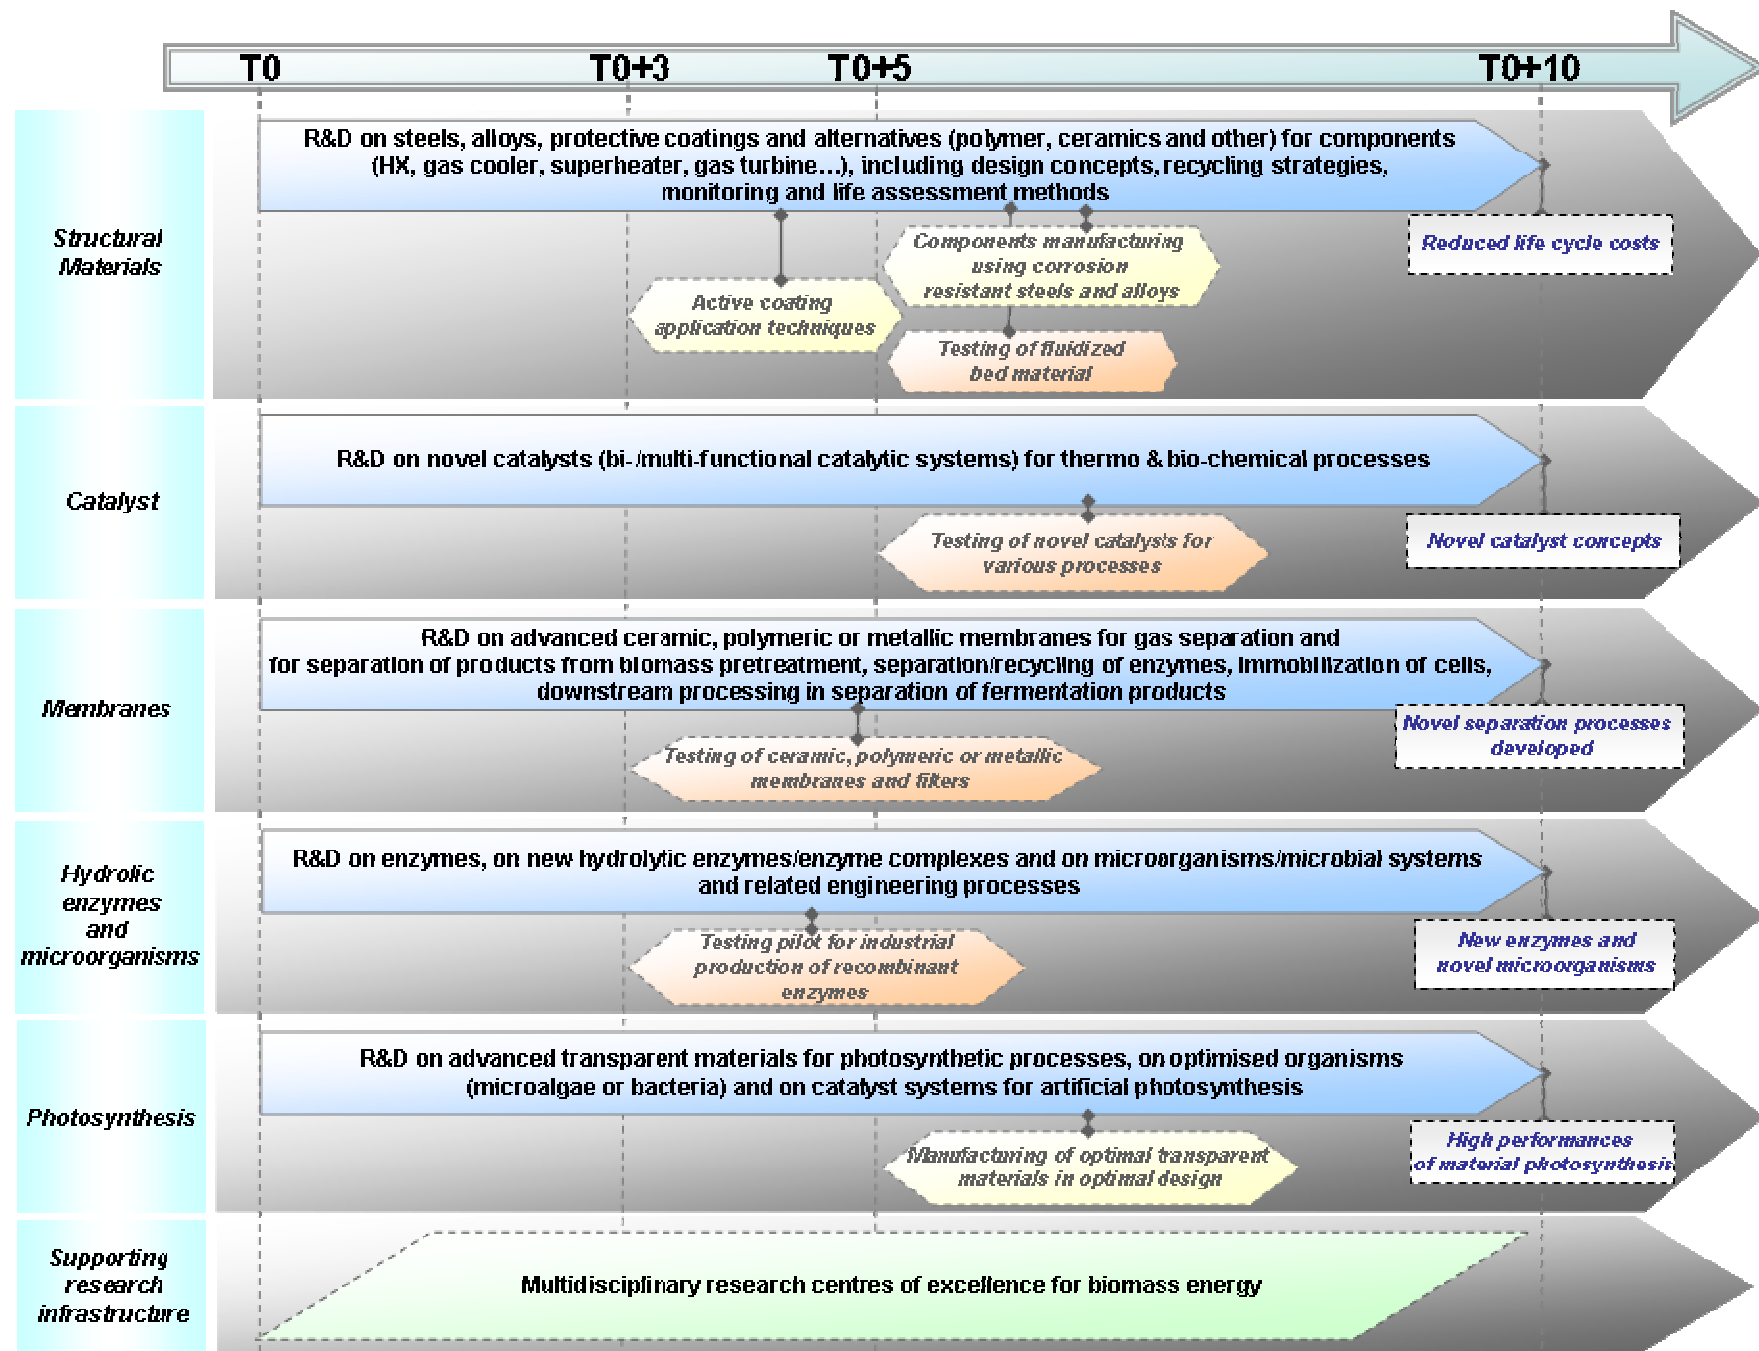 T0 T0+3 T0+5 T0+10
Structural
Materials
R&D on steels, alloys, protective coatings and alternatives (polymer, ceramics and other) for components
(HX, gas cooler, superheater, gas turbine...), including design concepts, recycling strategies,
monitoring and life assessment methods
Active coating
application techniques
Components manufacturing
using corrosion
resistant steels and alloys
Testing of fluidized
bed material
Reduced life cycle costs
Catalyst
R&D on novel catalysts (bi-/multi-functional catalytic systems) for thermo & bio-chemical processes
Testing of novel catalysts for
various processes
Novel catalyst concepts
Membranes
R&D on advanced ceramic, polymeric or metallic membranes for gas separation and
for separation of products from biomass pretreatment, separation/recycling of enzymes, immobilization of cells,
downstream processing in separation of fermentation products
Testing of ceramic, polymeric or metallic
membranes and filters
Novel separation processes
developed
Hydrolic
enzymes
and
microorganisms
R&D on enzymes, on new hydrolytic enzymes/enzyme complexes and on microorganisms/microbial systems
and related engineering processes
Testing pilot for industrial
production of recombinant
enzymes
New enzymes and
novel microorganisms
Photosynthesis
R&D on advanced transparent materials for photosynthetic processes, on optimised organisms
(microalgae or bacteria) and on catalyst systems for artificial photosynthesis
Manufacturing of optimal transparent
materials in optimal design
High performances
of material photosynthesis
Supporting
research
infrastructure
Multidisciplinary research centres of excellence for biomass energy